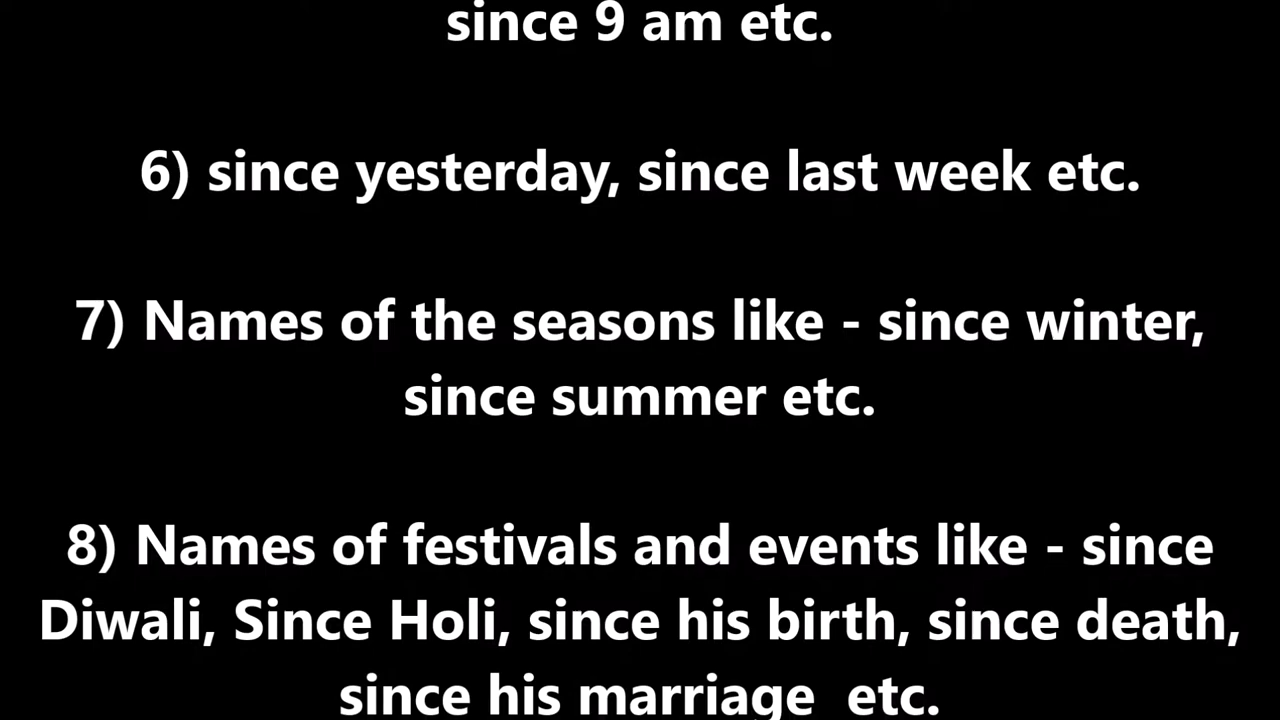 since 9 am etc.
6) since yesterday, since last week etc.
7) Names of the seasons like - since winter,
since summer etc.
8) Names of festivals and events like - since
Diwali, Since Holi, since his birth, since death,
since his marriage  etc.